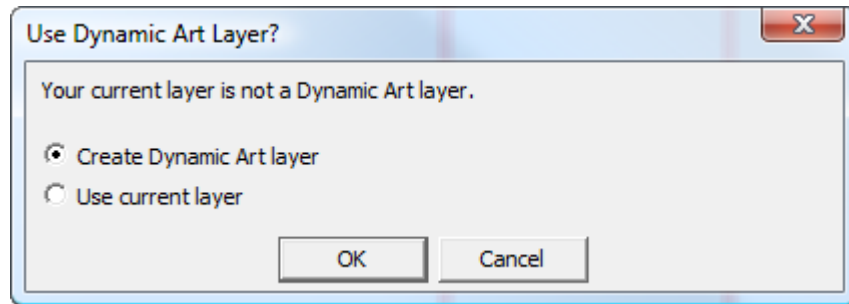 Use Dynamic Art Layer?
Your current layer is not a Dynamic Art layer.
Create Dynamic Art layer
Use current layer
OK Cancel